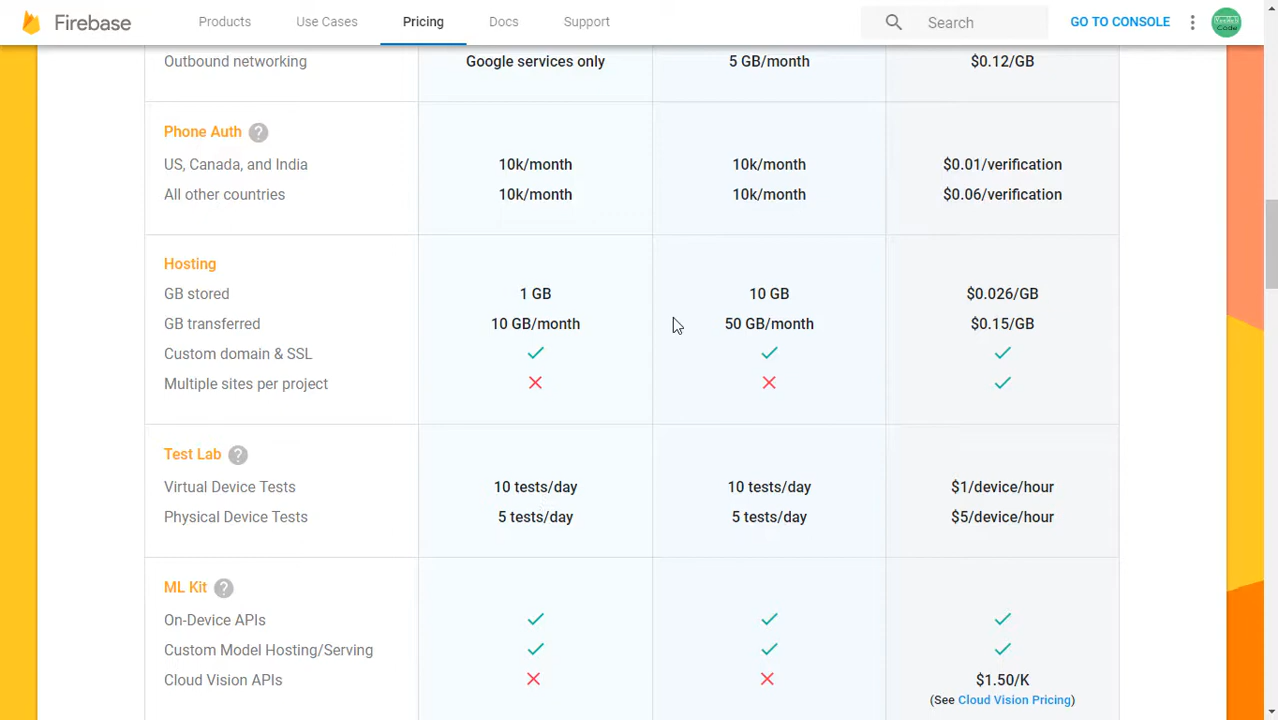 Firebase Products Use Cases Pricing Docs Support Search GO TO CONSOLE
Outbound networking Google services only 5 GB/month $0.12/GB
Phone Auth ?
US, Canada, and India 10k/month 10k/month $0.01/verification
All other countries 10k/month 10k/month $0.06/verification
Hosting
GB stored 1 GB 10 GB $0.026/GB
GB transferred 10 GB/month 50 GB/month $0.15/GB
Custom domain & SSL
Multiple sites per project
Test Lab ?
Virtual Device Tests 10 tests/day 10 tests/day $1/device/hour
Physical Device Tests 5 tests/day 5 tests/day $5/device/hour
ML Kit ?
On-Device APIs
Custom Model Hosting/Serving
Cloud Vision APIs $1.50/K
(See Cloud Vision Pricing)